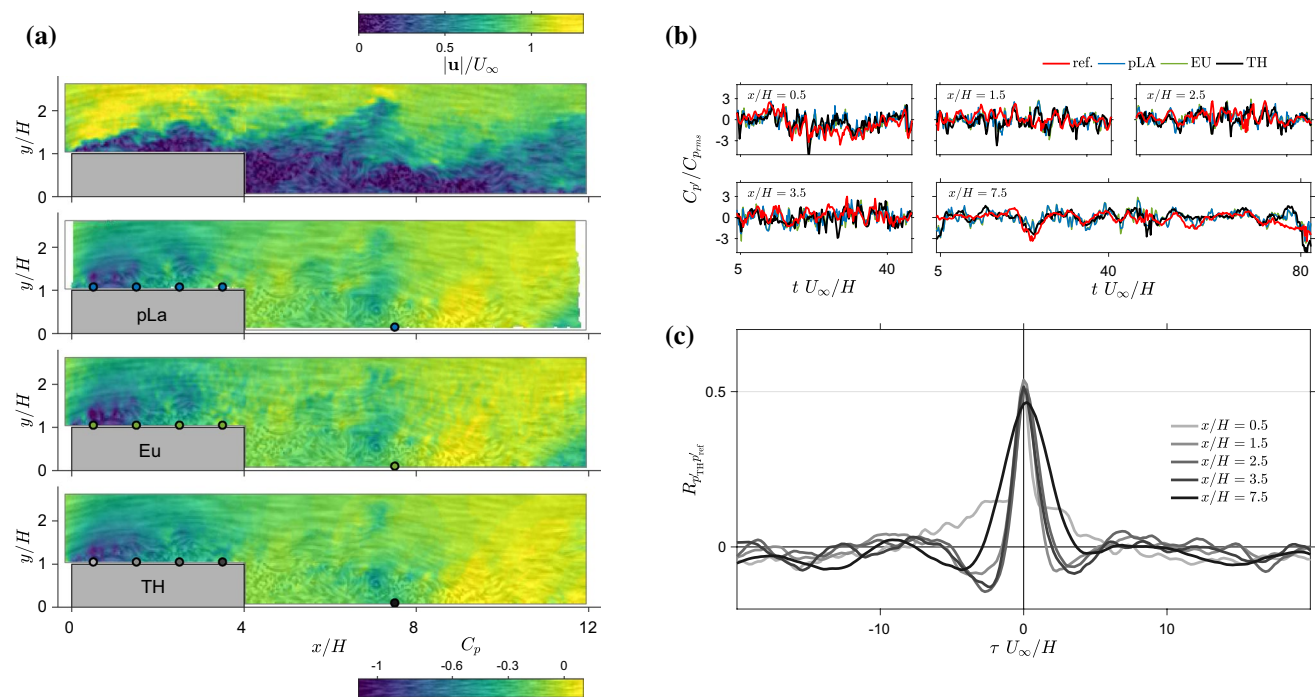 (a)
0 0.5 1
|u|/U∞
y/H
2
1
0
y/H
2
1
0
pLa
y/H
2
1
0
Eu
y/H
2
1
0
TH
0 4 8 12
x/H
C_p
-1 -0.6 -0.3 0
(b)
ref. pLA EU TH
C_p'/C_p_rms
3
0
-3
x/H = 0.5
x/H = 1.5
x/H = 2.5
3
0
-3
x/H = 3.5
x/H = 7.5
5 40
t U∞/H
5 40 80
t U∞/H
(c)
R_p'_TH p'_ref
0.5
0
x/H = 0.5
x/H = 1.5
x/H = 2.5
x/H = 3.5
x/H = 7.5
-10 0 10
τ U∞/H